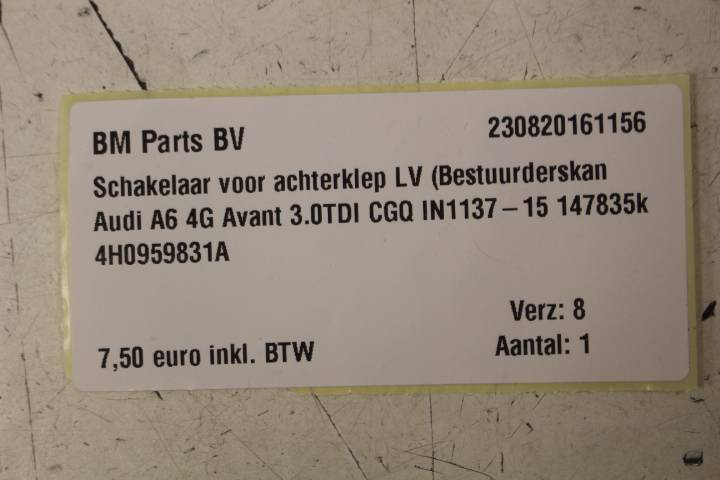 BM Parts BV
230820161156
Schakelaar voor achterklep LV (Bestuurderskan
Audi A6 4G Avant 3.0TDI CGQ IN1137 – 15 147835k
4H0959831A
Verz: 8
7,50 euro inkl. BTW
Aantal: 1